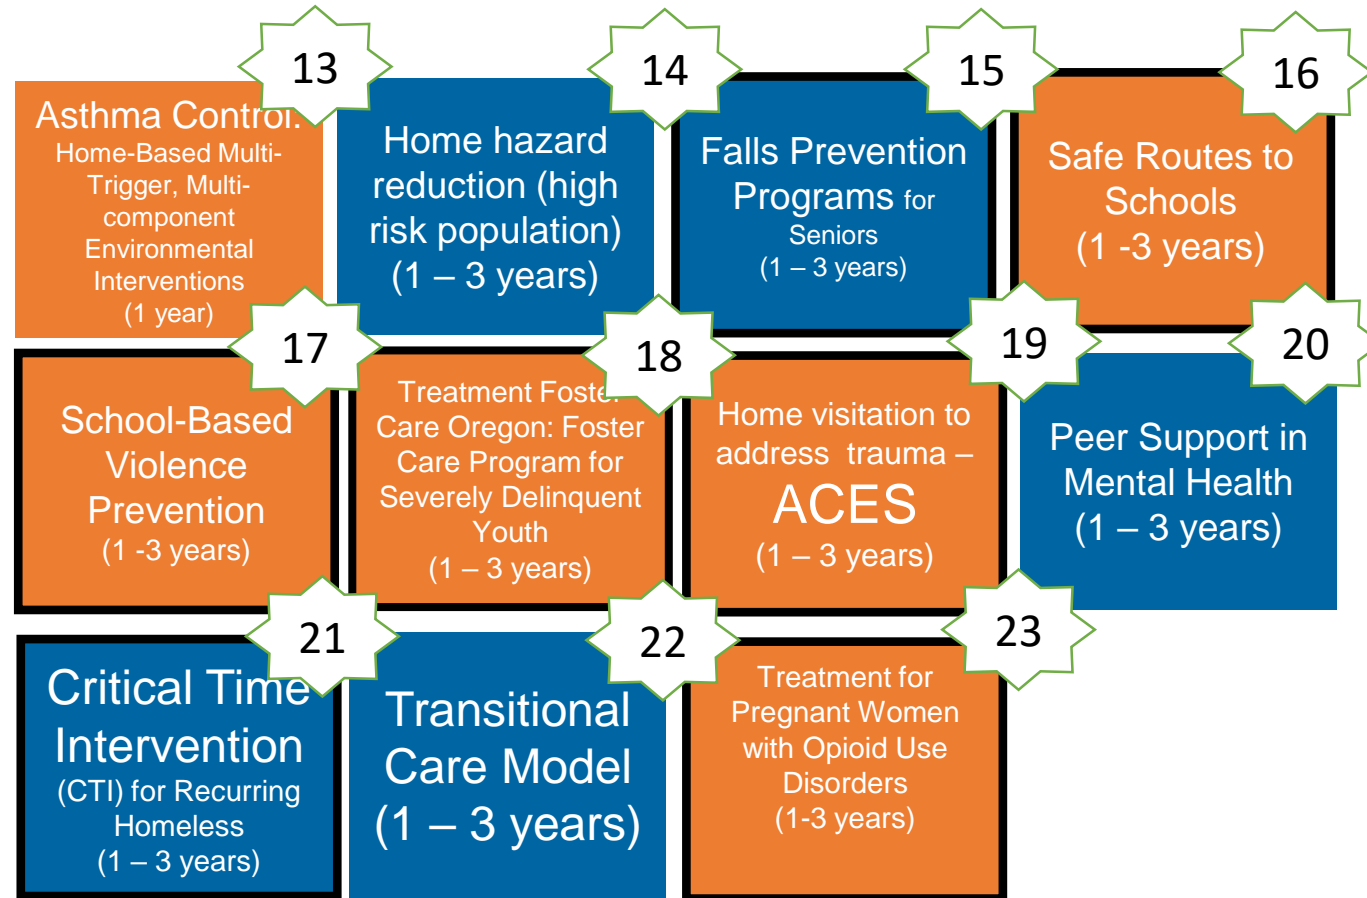 13
Asthma Control:
Home-Based Multi-
Trigger, Multi-
component
Environmental
Interventions
(1 year)
14
Home hazard
reduction (high
risk population)
(1 – 3 years)
15
Falls Prevention
Programs for
Seniors
(1 – 3 years)
16
Safe Routes to
Schools
(1 -3 years)
17
School-Based
Violence
Prevention
(1 -3 years)
18
Treatment Foster
Care Oregon: Foster
Care Program for
Severely Delinquent
Youth
(1 – 3 years)
19
Home visitation to
address trauma –
ACES
(1 – 3 years)
20
Peer Support in
Mental Health
(1 – 3 years)
21
Critical Time
Intervention
(CTI) for Recurring
Homeless
(1 – 3 years)
22
Transitional
Care Model
(1 – 3 years)
23
Treatment for
Pregnant Women
with Opioid Use
Disorders
(1-3 years)